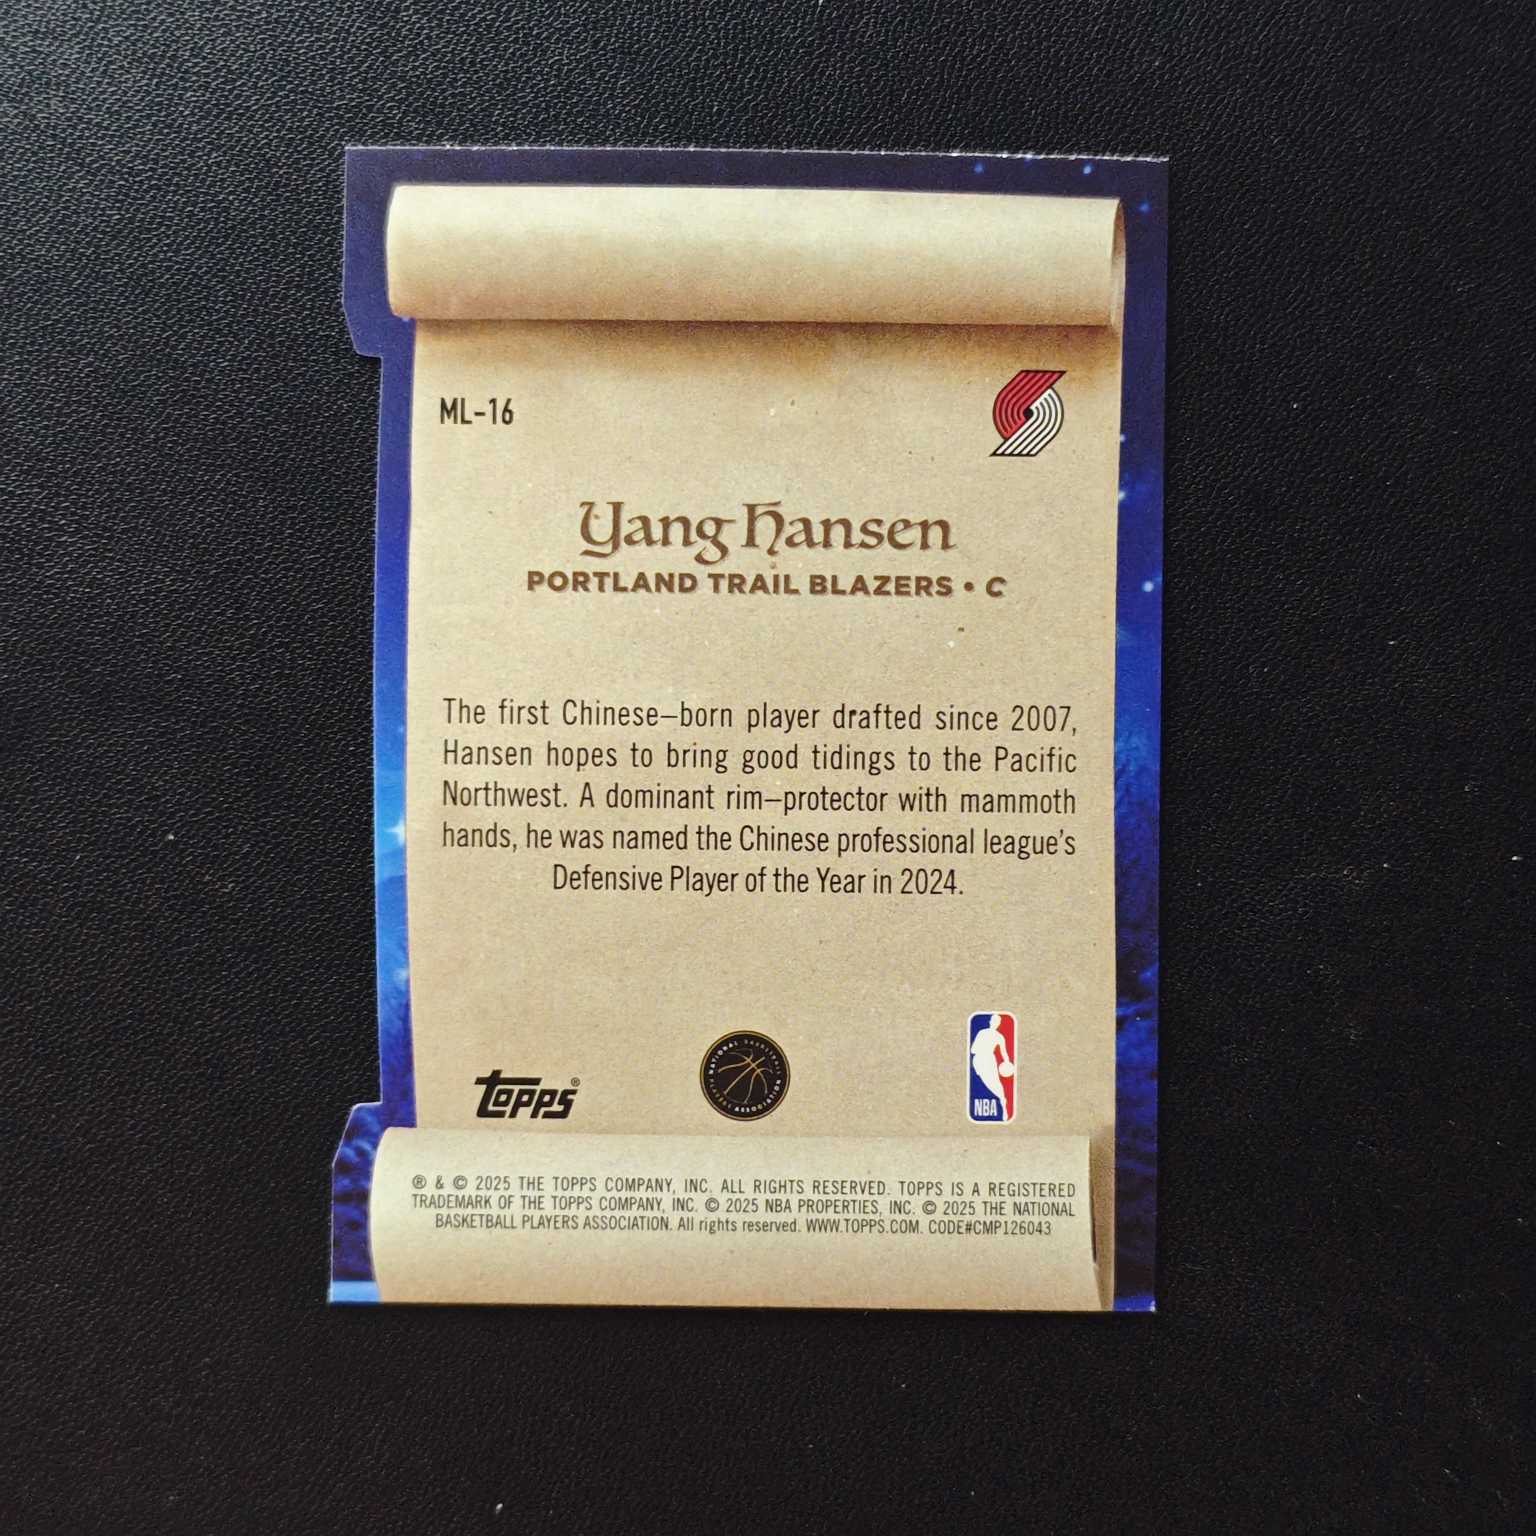 ML-16
Yang Hansen
PORTLAND TRAIL BLAZERS • C
The first Chinese–born player drafted since 2007,
Hansen hopes to bring good tidings to the Pacific
Northwest. A dominant rim–protector with mammoth
hands, he was named the Chinese professional league's
Defensive Player of the Year in 2024.
topps®
NATIONAL BASKETBALL PLAYERS ASSOCIATION
NBA
® & © 2025 THE TOPPS COMPANY, INC. ALL RIGHTS RESERVED. TOPPS IS A REGISTERED
TRADEMARK OF THE TOPPS COMPANY, INC. © 2025 NBA PROPERTIES, INC. © 2025 THE NATIONAL
BASKETBALL PLAYERS ASSOCIATION. All rights reserved. WWW.TOPPS.COM. CODE#CMP126043